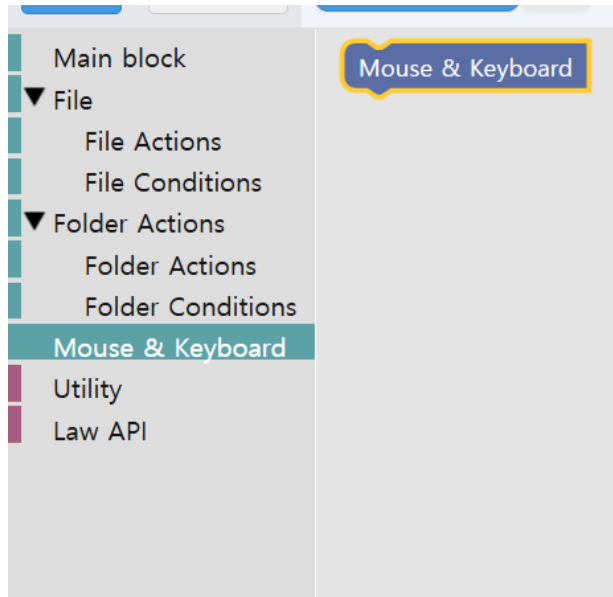 Main block
File
File Actions
File Conditions
Folder Actions
Folder Actions
Folder Conditions
Mouse & Keyboard
Utility
Law API
Mouse & Keyboard